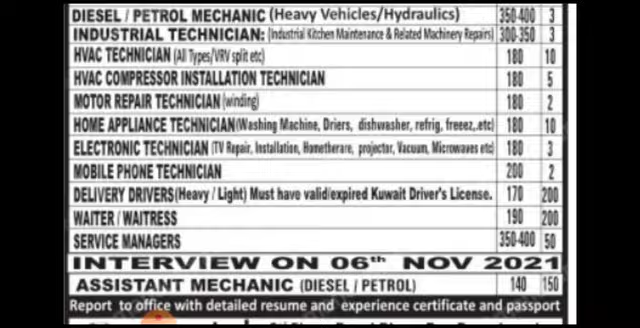 DIESEL / PETROL MECHANIC (Heavy Vehicles/Hydraulics) 350-400 3
INDUSTRIAL TECHNICIAN: (Industrial Kitchen Maintenance & Related Machinery Repairs) 300-350 3
HVAC TECHNICIAN (All Types/VRV split etc) 180 10
HVAC COMPRESSOR INSTALLATION TECHNICIAN 180 5
MOTOR REPAIR TECHNICIAN (winding) 180 2
HOME APPLIANCE TECHNICIAN (Washing Machine, Driers, dishwasher, refrig, freeez,.etc) 180 10
ELECTRONIC TECHNICIAN (TV Repair, Installation, Hometherare, projector, Vacuum, Microwaves etc) 180 3
MOBILE PHONE TECHNICIAN 200 2
DELIVERY DRIVERS (Heavy / Light) Must have valid/expired Kuwait Driver's License. 170 200
WAITER / WAITRESS 190 200
SERVICE MANAGERS 350-400 50
INTERVIEW ON 06th NOV 2021
ASSISTANT MECHANIC (DIESEL / PETROL) 140 150
Report to office with detailed resume and experience certificate and passport